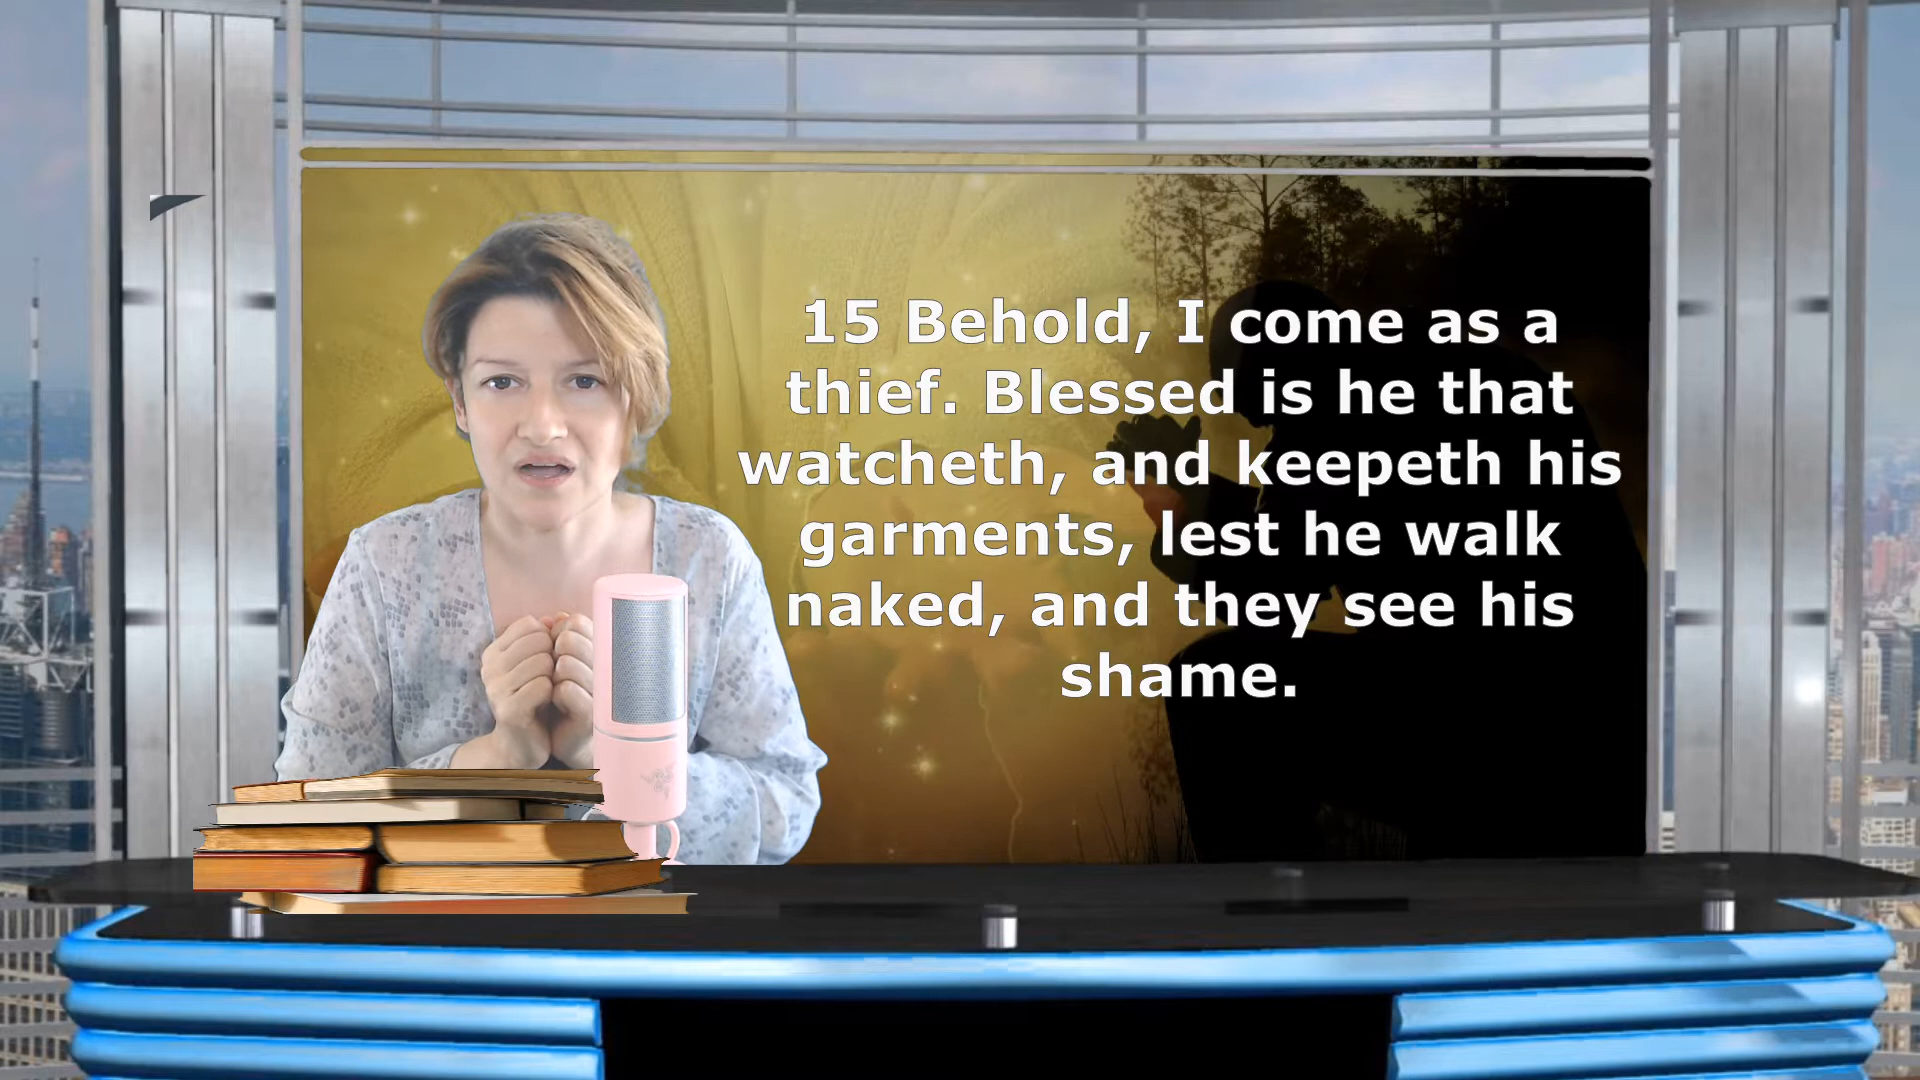 15 Behold, I come as a
thief. Blessed is he that
watcheth, and keepeth his
garments, lest he walk
naked, and they see his
shame.